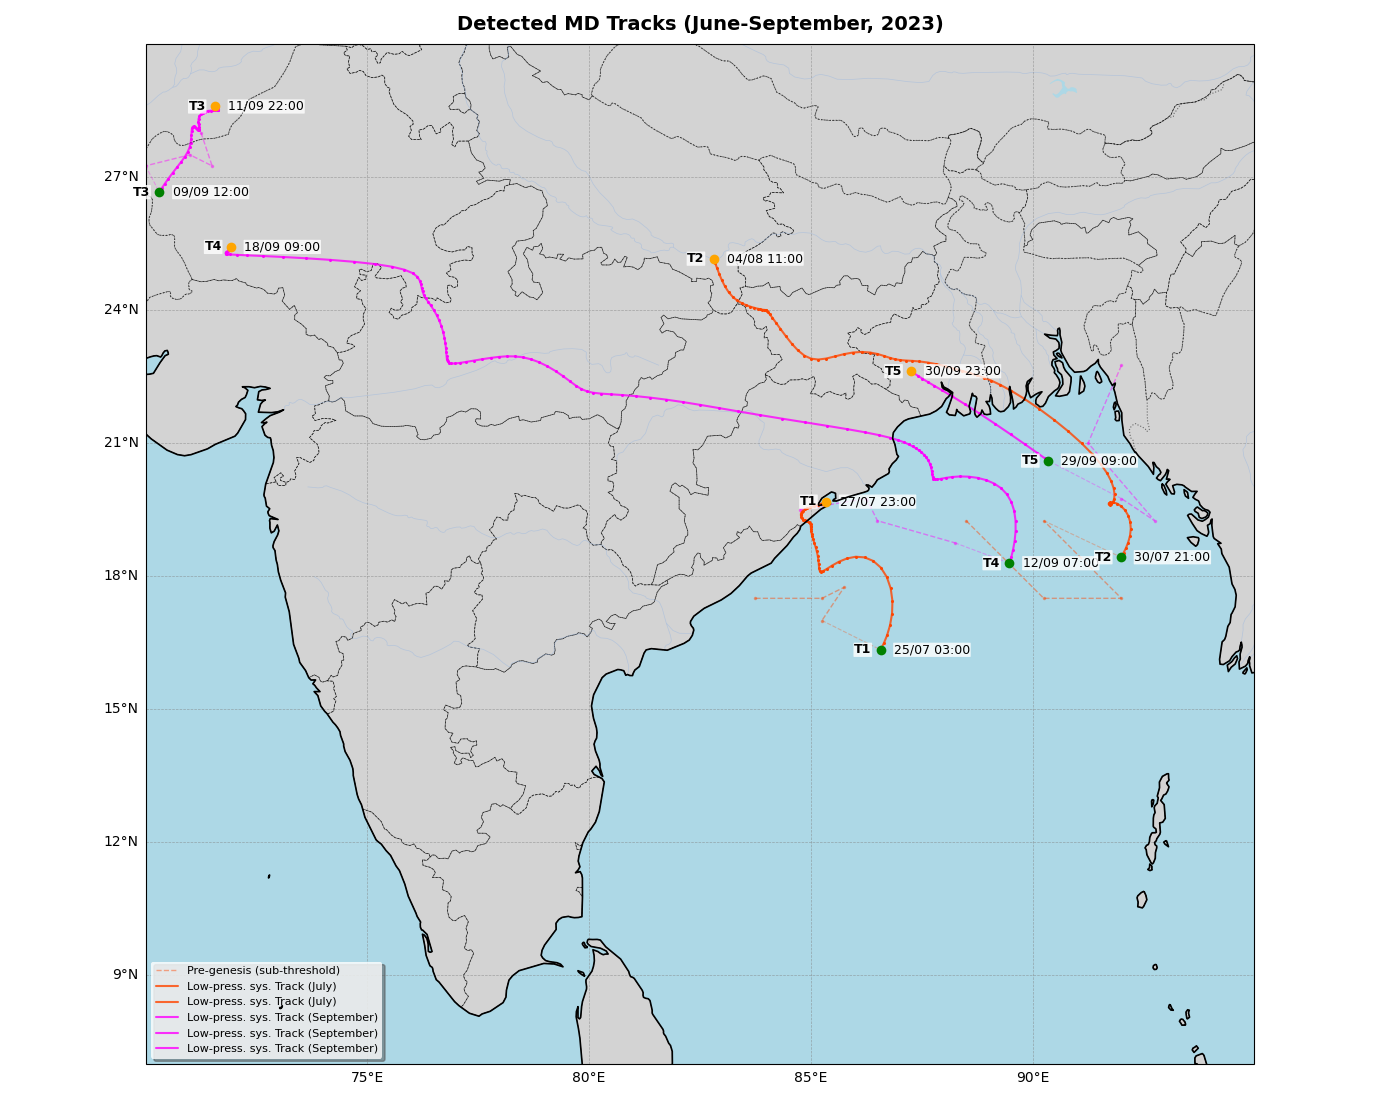 Detected MD Tracks (June-September, 2023)
T3 11/09 22:00
27°N
T3 09/09 12:00
T4 18/09 09:00
T2 04/08 11:00
24°N
T5 30/09 23:00
21°N
T5 29/09 09:00
T1 27/07 23:00
T2 30/07 21:00
T4 12/09 07:00
18°N
T1 25/07 03:00
15°N
12°N
9°N
Pre-genesis (sub-threshold)
Low-press. sys. Track (July)
Low-press. sys. Track (July)
Low-press. sys. Track (September)
Low-press. sys. Track (September)
Low-press. sys. Track (September)
75°E 80°E 85°E 90°E